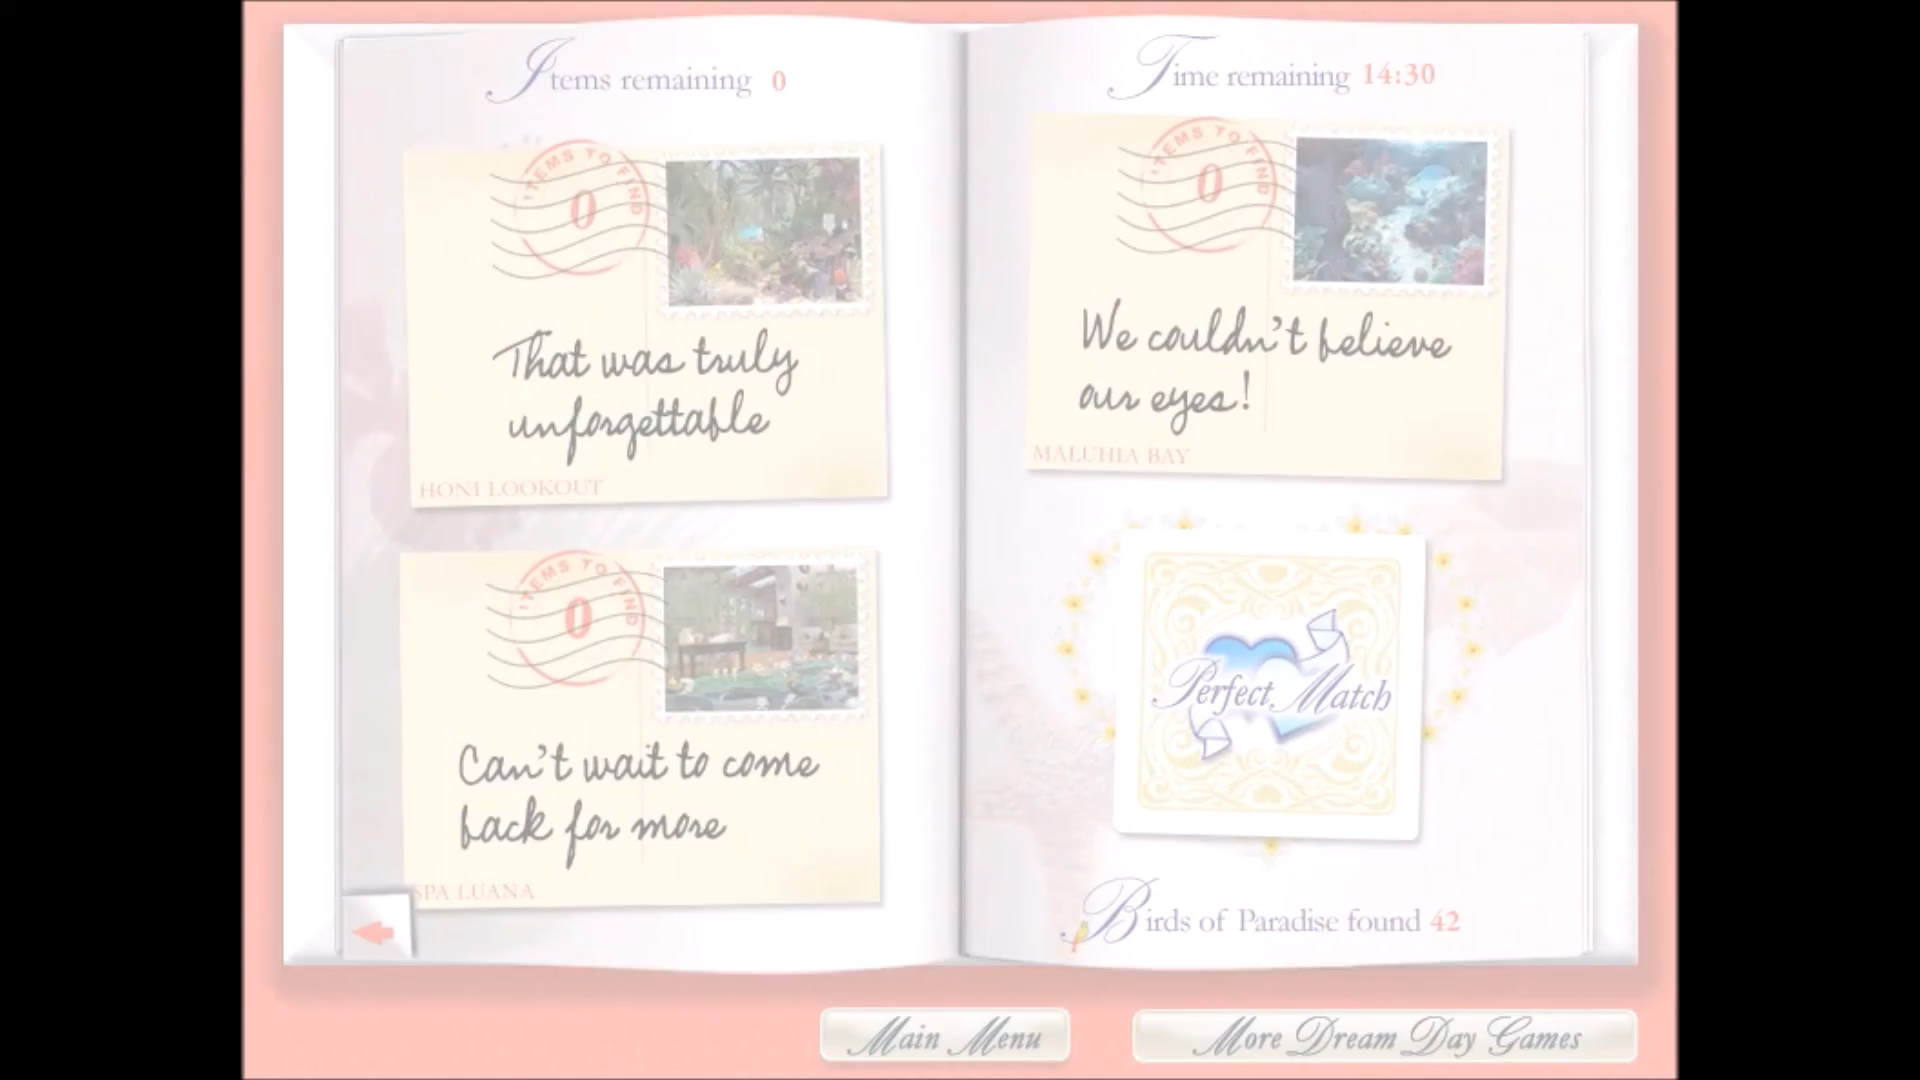 Items remaining 0
ITEMS TO FIND
0
That was truly
unforgettable
HONI LOOKOUT
ITEMS TO FIND
0
Can't wait to come
back for more
SPA LUANA
Time remaining 14:30
ITEMS TO FIND
0
We couldn't believe
our eyes!
MALUHIA BAY
Perfect Match
Birds of Paradise found 42
Main Menu
More Dream Day Games